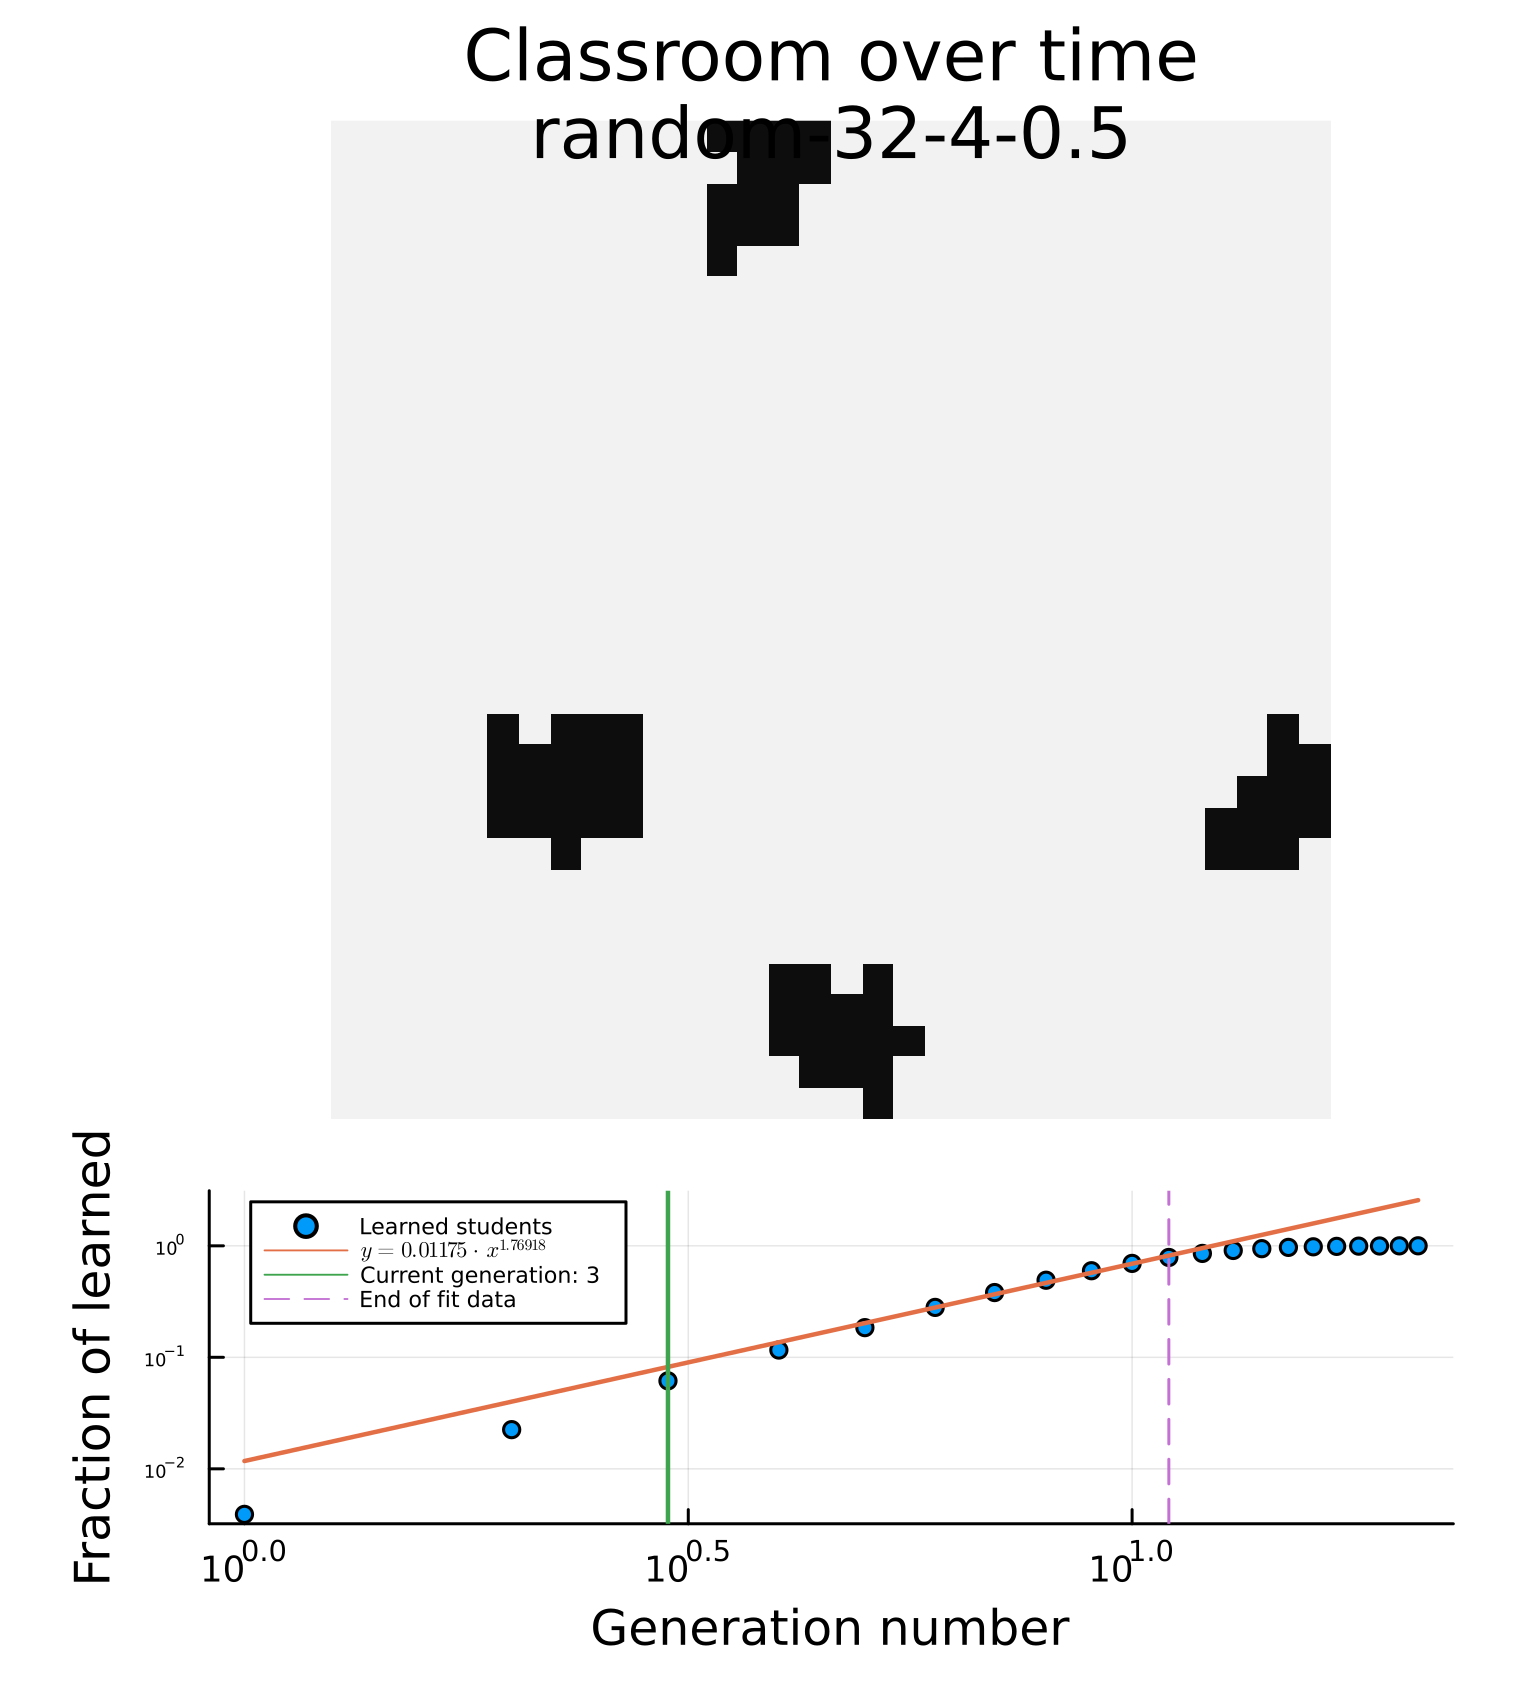 Classroom over time
random-32-4-0.5
Fraction of learned
10^0
10^-1
10^-2
Learned students
y = 0.01175 · x^1.76918
Current generation: 3
End of fit data
10^0.0
10^0.5
10^1.0
Generation number